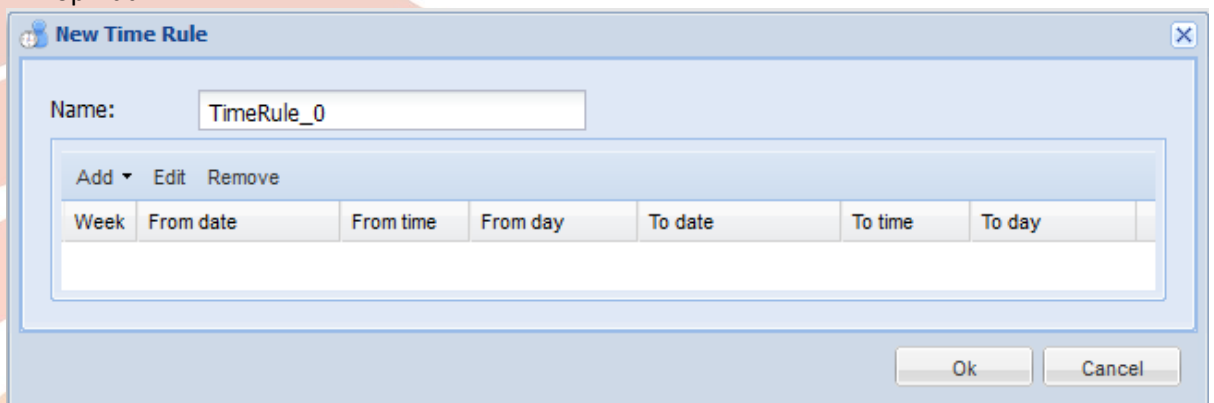 New Time Rule
Name: TimeRule_0
Add Edit Remove
Week From date From time From day To date To time To day
Ok Cancel